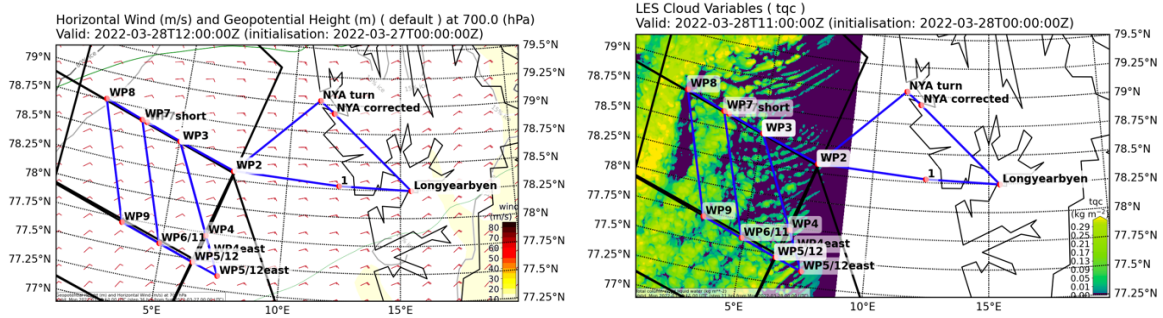 Horizontal Wind (m/s) and Geopotential Height (m) ( default ) at 700.0 (hPa)
Valid: 2022-03-28T12:00:00Z (initialisation: 2022-03-27T00:00:00Z)
79°N
78.75°N
78.5°N
78.25°N
78°N
77.75°N
77.5°N
77.25°N
77°N
79.5°N
79.25°N
79°N
78.75°N
78.5°N
78.25°N
78°N
77.75°N
77.5°N
77.25°N
5°E
10°E
15°E
WP8
WP7 short
WP3
WP2
NYA turn
NYA corrected
1
Longyearbyen
WP9
WP6/11
WP4
WP4east
WP5/12
WP5/12east
wind
(m/s)
80
70
60
50
40
30
20
10
LES Cloud Variables ( tqc )
Valid: 2022-03-28T11:00:00Z (initialisation: 2022-03-28T00:00:00Z)
79°N
78.75°N
78.5°N
78.25°N
78°N
77.75°N
77.5°N
77.25°N
77°N
79.5°N
79.25°N
79°N
78.75°N
78.5°N
78.25°N
78°N
77.75°N
77.5°N
77.25°N
5°E
10°E
15°E
WP8
WP7 short
WP3
WP2
NYA turn
NYA corrected
1
Longyearbyen
WP9
WP6/11
WP4
WP4east
WP5/12
WP5/12east
tqc
(kg m⁻²)
0.29
0.25
0.21
0.17
0.13
0.09
0.05
0.01
0.00